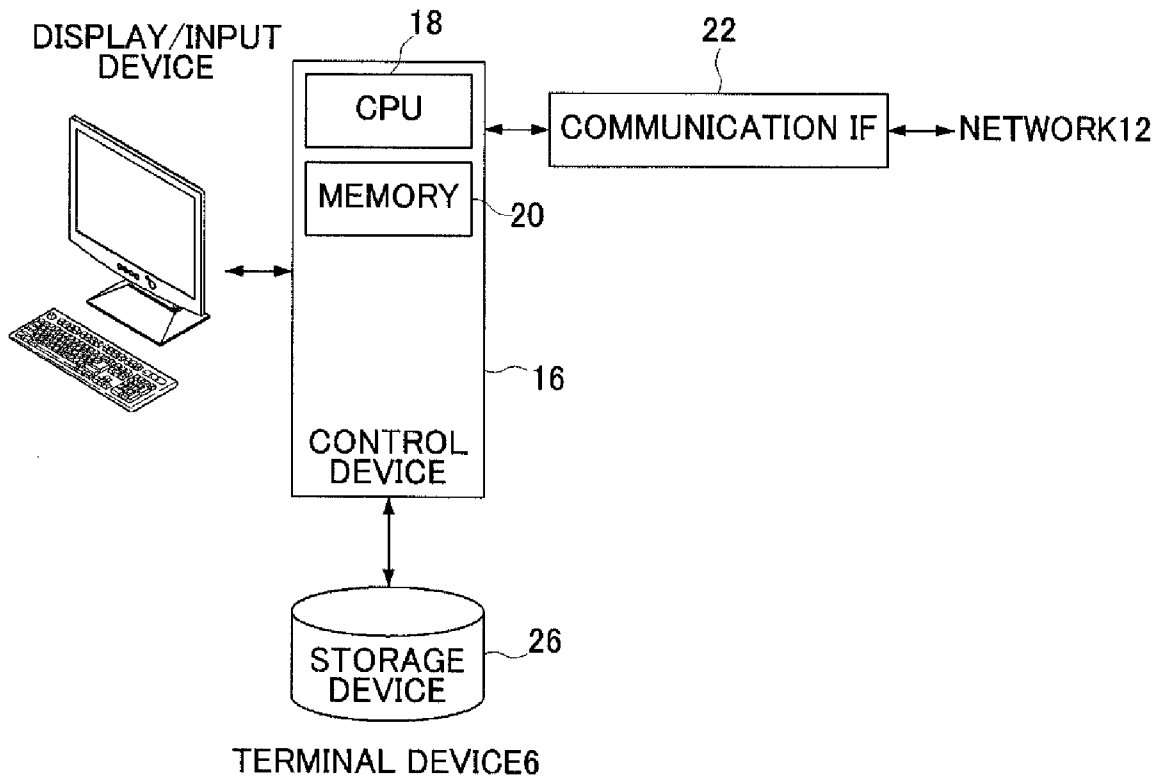 DISPLAY/INPUT
DEVICE
18
CPU
MEMORY
20
22
COMMUNICATION IF
NETWORK12
16
CONTROL
DEVICE
26
STORAGE
DEVICE
TERMINAL DEVICE6